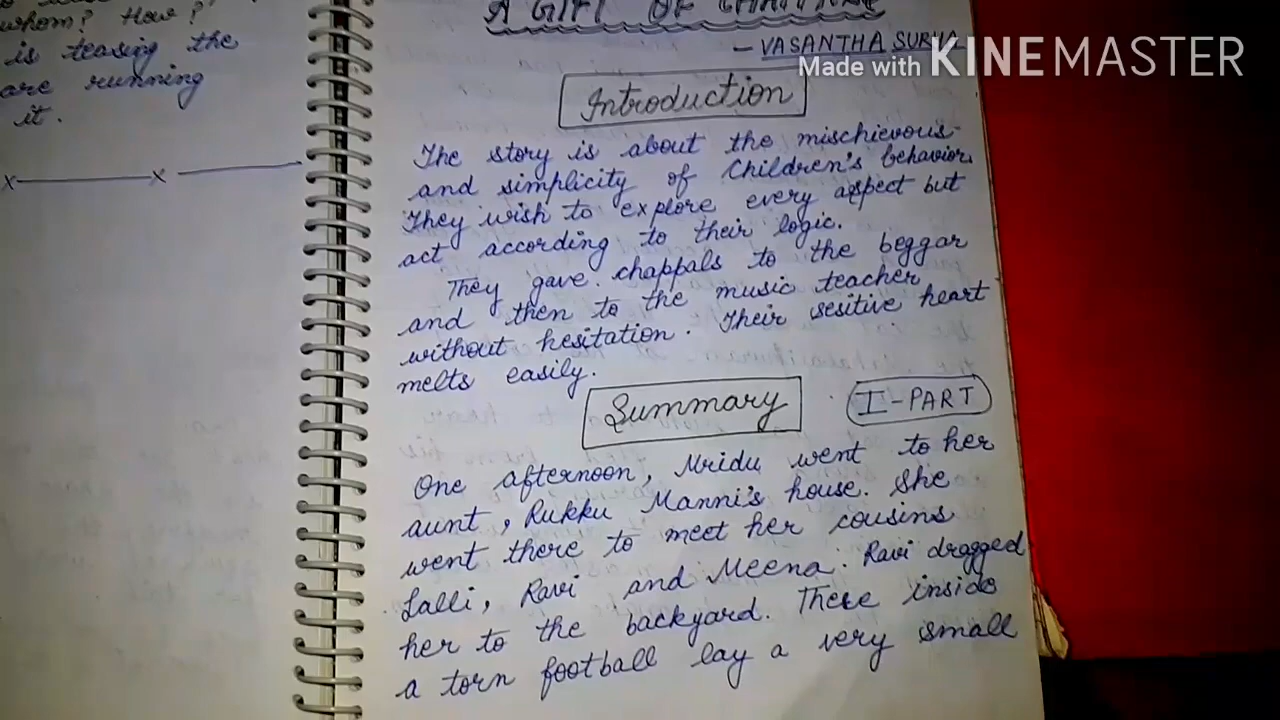 whom? How?
is teasing the
are running
it.
x x
A GIFT OF
- VASANTHA SURYA
Made with KINEMASTER
Introduction
The story is about the mischievous
and simplicity of Children's behavior.
They wish to explore every aspect but
act according to their logic.
They gave chappals to the beggar
and then to the music teacher
without hesitation. Their sesitive heart
melts easily.
Summary
I-PART
One afternoon, Mridu went to her
aunt, Rukku Manni's house. She
went there to meet her cousins
Lalli, Ravi and Meena. Ravi dragged
her to the backyard. There inside
a torn football lay a very small